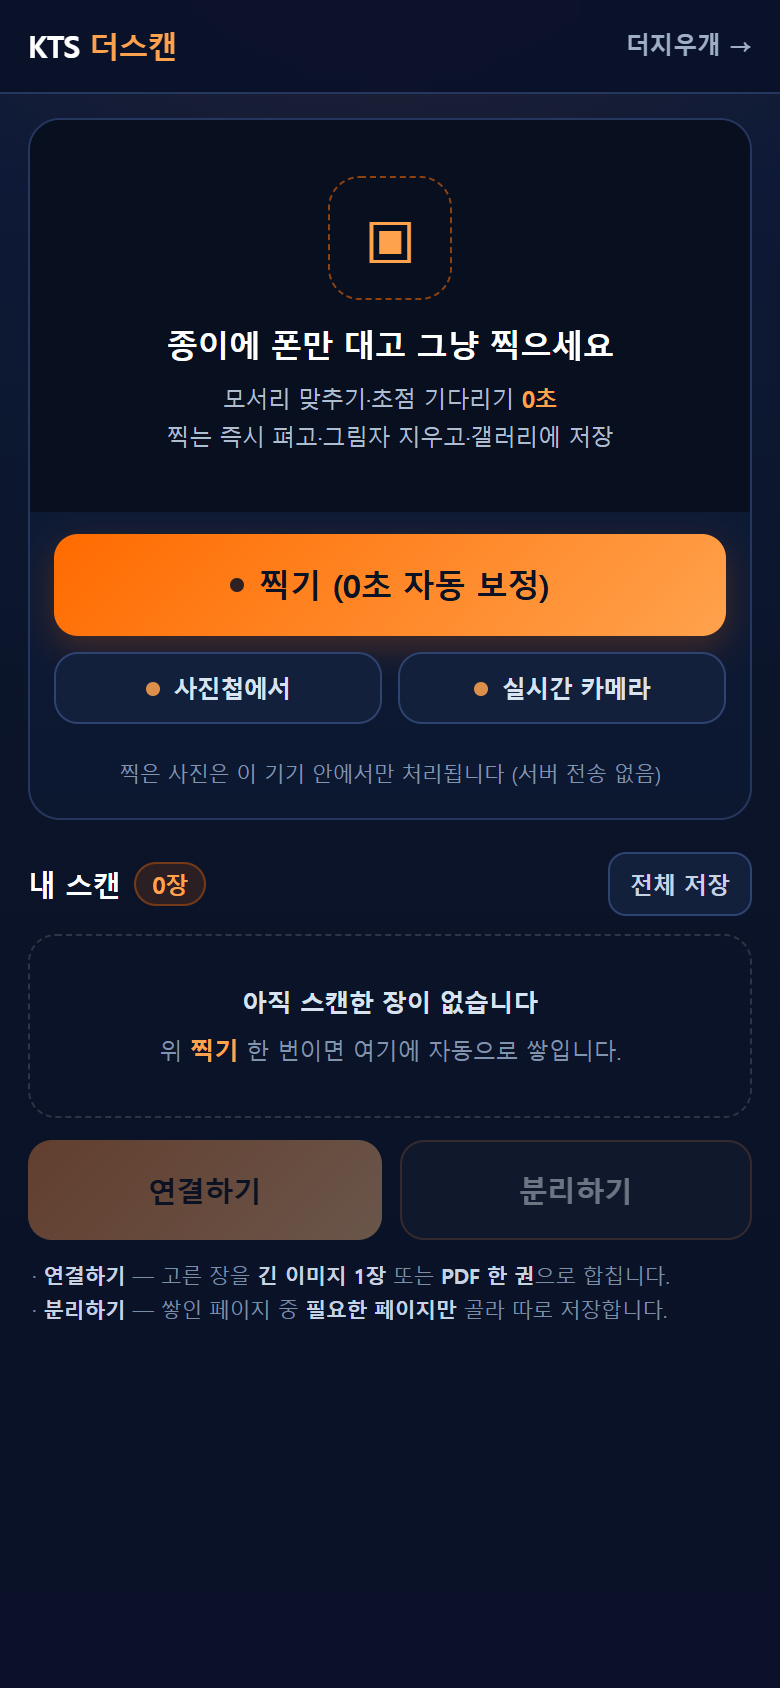 KTS 더스캔
더지우개 →
종이에 폰만 대고 그냥 찍으세요
모서리 맞추기·초점 기다리기 0초
찍는 즉시 펴고·그림자 지우고·갤러리에 저장
찍기 (0초 자동 보정)
사진첩에서
실시간 카메라
찍은 사진은 이 기기 안에서만 처리됩니다 (서버 전송 없음)
내 스캔 0장
전체 저장
아직 스캔한 장이 없습니다
위 찍기 한 번이면 여기에 자동으로 쌓입니다.
연결하기
분리하기
· 연결하기 — 고른 장을 긴 이미지 1장 또는 PDF 한 권으로 합칩니다.
· 분리하기 — 쌓인 페이지 중 필요한 페이지만 골라 따로 저장합니다.